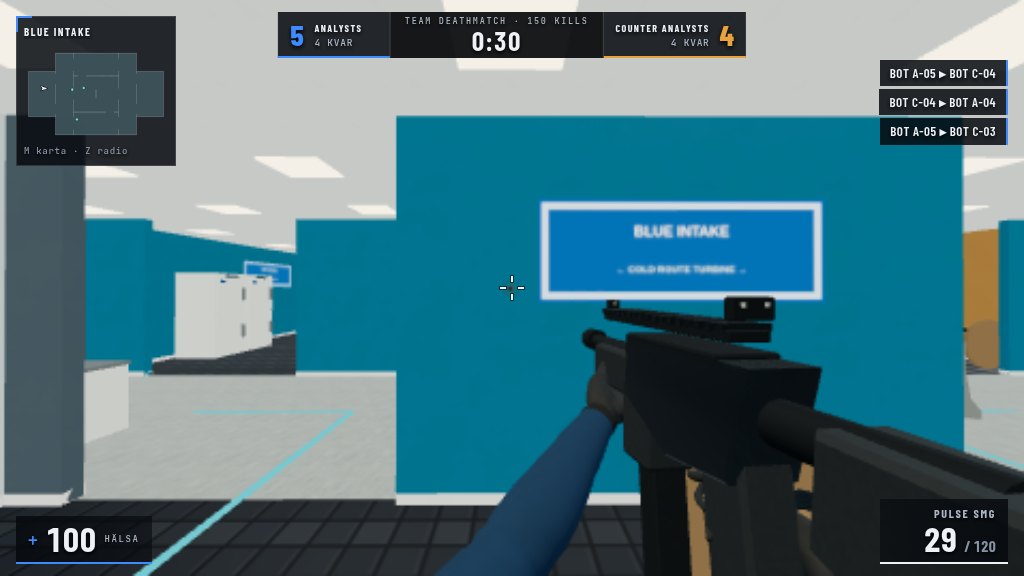 BLUE INTAKE
M karta · Z radio
5 ANALYSTS
4 KVAR
TEAM DEATHMATCH · 150 KILLS
0:30
COUNTER ANALYSTS 4
4 KVAR
BOT A-05 ▶ BOT C-04
BOT C-04 ▶ BOT A-04
BOT A-05 ▶ BOT C-03
BLUE INTAKE
COLD ROUTE TURBINE
+ 100 HÄLSA
PULSE SMG
29 / 120